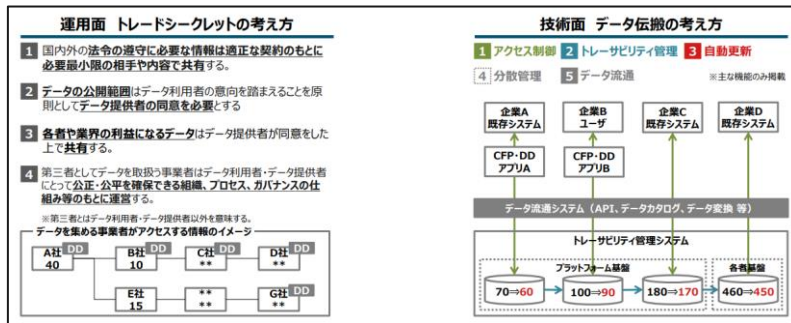 運用面 トレードシークレットの考え方
1 国内外の法令の遵守に必要な情報は適正な契約のもとに
必要最小限の相手や内容で共有する。
2 データの公開範囲はデータ利用者の意向を踏まえることを原
則としてデータ提供者の同意を必要とする
3 各者や業界の利益になるデータはデータ提供者が同意をした
上で共有する。
4 第三者としてデータを取扱う事業者はデータ利用者・データ提供者
にとって公正・公平を確保できる組織、プロセス、ガバナンスの仕
組み等のもとに運営する。
※第三者とはデータ利用者・データ提供者以外を意味する。
データを集める事業者がアクセスする情報のイメージ
DD DD DD DD
A社 B社 C社 D社
40 10 ** **
DD
E社 ** G社
15 ** **
技術面 データ伝搬の考え方
1 アクセス制御 2 トレーサビリティ管理 3 自動更新
4 分散管理 5 データ流通 ※主な機能のみ掲載
企業A 企業B 企業C 企業D
既存システム ユーザ 既存システム 既存システム
CFP・DD CFP・DD
アプリA アプリB
データ流通システム（API、データカタログ、データ変換 等）
トレーサビリティ管理システム
プラットフォーム基盤 各者基盤
70⇒60 100⇒90 180⇒170 460⇒450